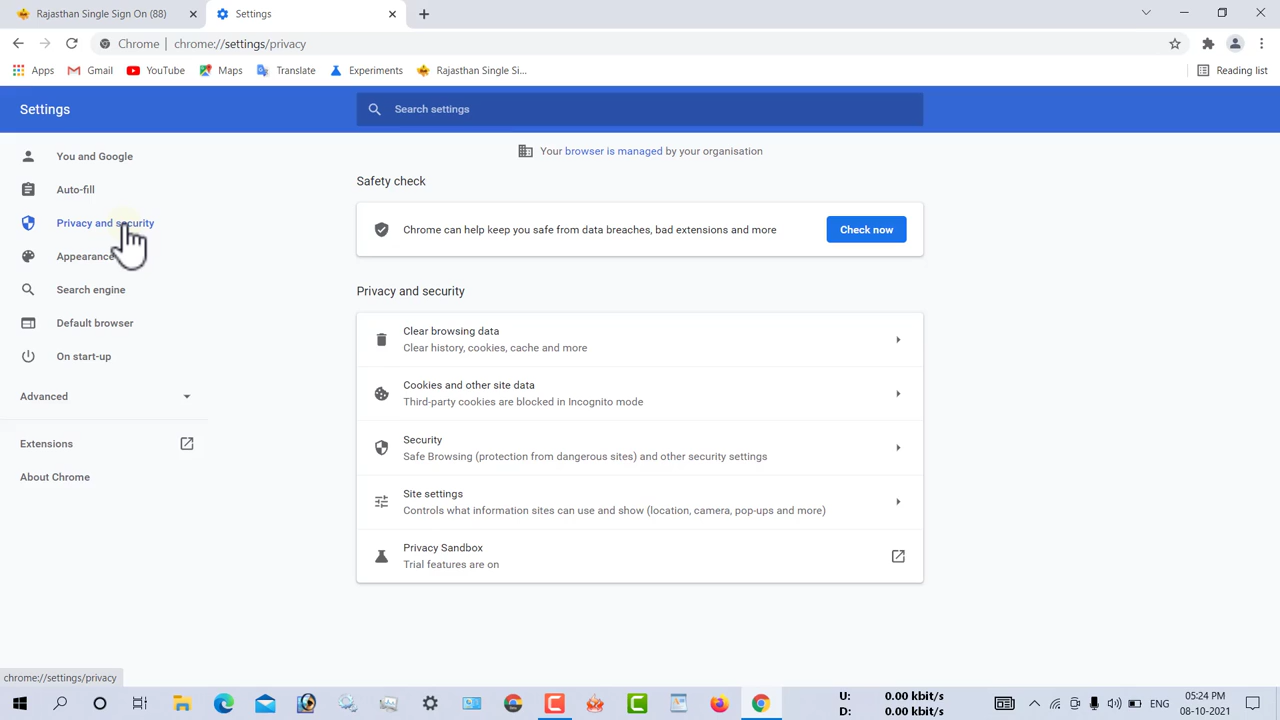 Rajasthan Single Sign On (88)
Settings
Chrome | chrome://settings/privacy
Apps Gmail YouTube Maps Translate Experiments Rajasthan Single Si... Reading list
Settings
Search settings
Your browser is managed by your organisation
You and Google
Auto-fill
Privacy and security
Appearance
Search engine
Default browser
On start-up
Advanced
Extensions
About Chrome
Safety check
Chrome can help keep you safe from data breaches, bad extensions and more
Check now
Privacy and security
Clear browsing data
Clear history, cookies, cache and more
Cookies and other site data
Third-party cookies are blocked in Incognito mode
Security
Safe Browsing (protection from dangerous sites) and other security settings
Site settings
Controls what information sites can use and show (location, camera, pop-ups and more)
Privacy Sandbox
Trial features are on
chrome://settings/privacy
U: 0.00 kbit/s
D: 0.00 kbit/s
ENG
05:24 PM
08-10-2021